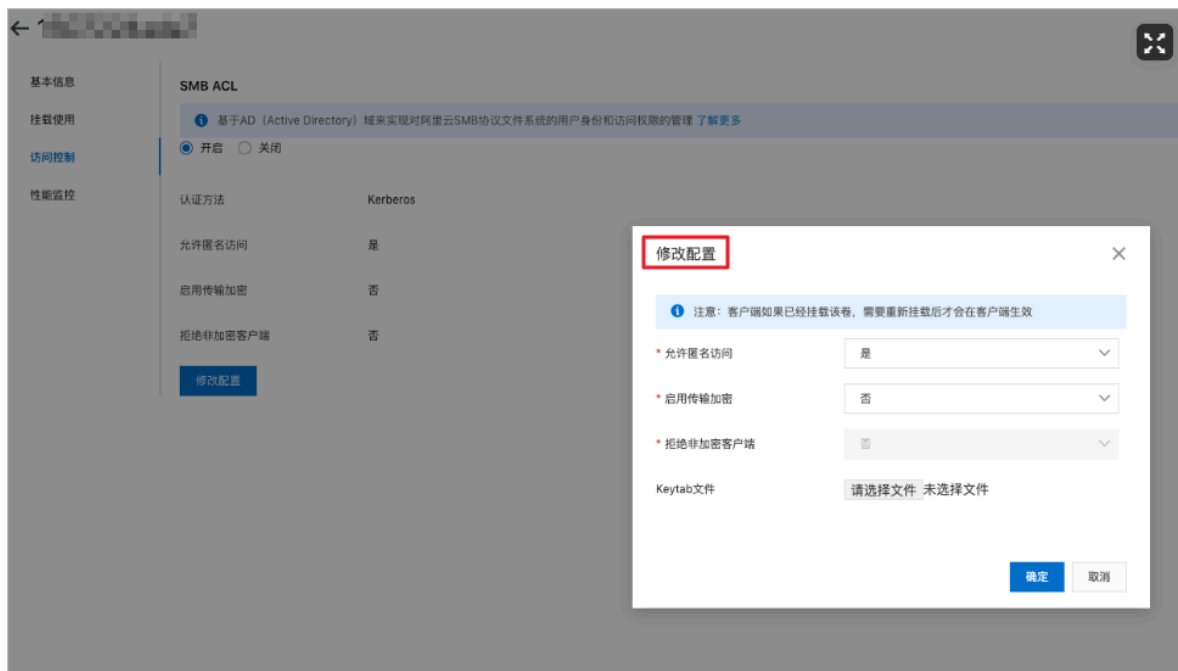 基本信息
挂载使用
访问控制
性能监控
SMB ACL
基于AD（Active Directory）域来实现对阿里云SMB协议文件系统的用户身份和访问权限的管理 了解更多
开启 关闭
认证方法 Kerberos
允许匿名访问 是
启用传输加密 否
拒绝非加密客户端 否
修改配置
修改配置
注意：客户端如果已经挂载该卷，需要重新挂载后才会在客户端生效
* 允许匿名访问 是
* 启用传输加密 否
* 拒绝非加密客户端 否
Keytab文件 请选择文件 未选择文件
确定 取消